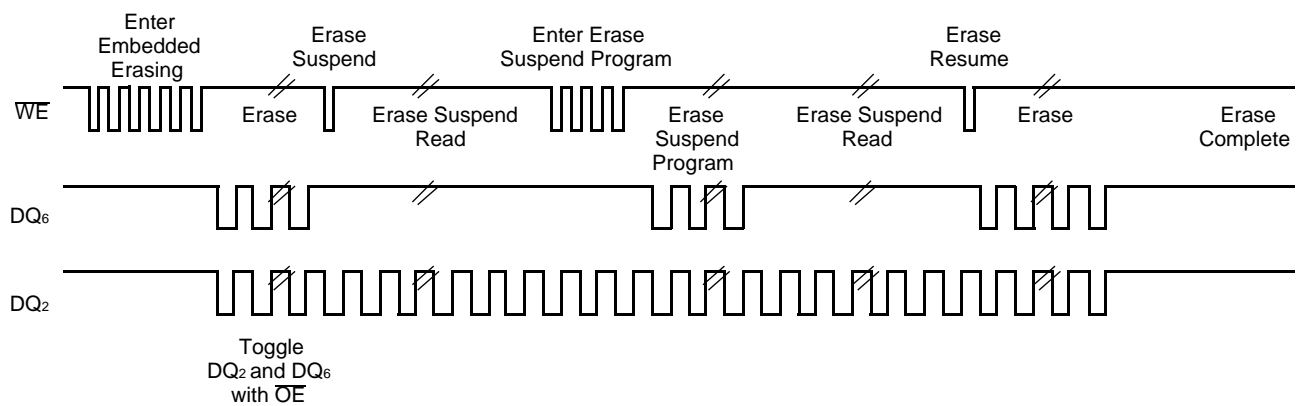 Enter
Embedded
Erasing
Erase
Suspend
Enter Erase
Suspend Program
Erase
Resume
WE
Erase
Erase Suspend
Read
Erase
Suspend
Program
Erase Suspend
Read
Erase
Erase
Complete
DQ6
DQ2
Toggle
DQ2 and DQ6
with OE